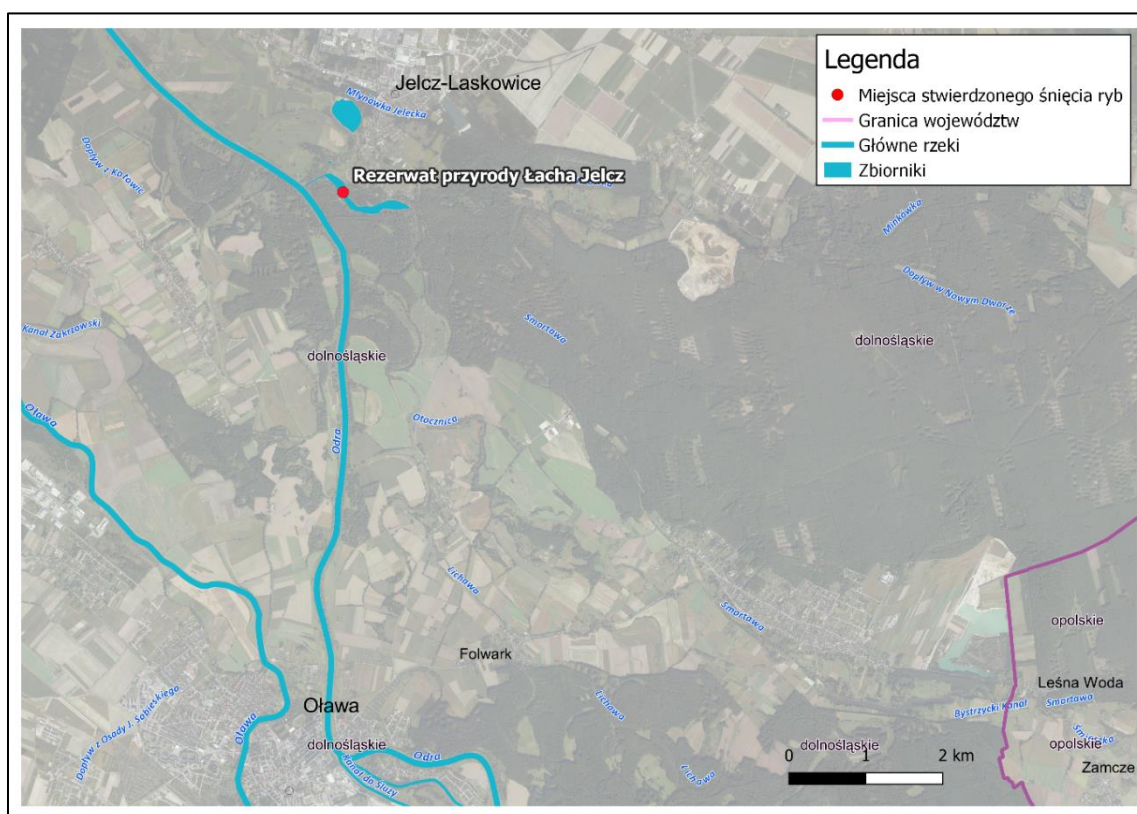 Jelcz-Laskowice
Młynówka Jelecka
Legenda
Miejsca stwierdzonego śnięcia ryb
Granica województw
Główne rzeki
Zbiorniki
Dopływ z Kotowic
Rezerwat przyrody Łacha Jelcz
Minkówka
Dopływ w Nowym Dworze
Kanał Zakrzowski
Smortawa
dolnośląskie
dolnośląskie
Oława
Otocznica
Odra
Lichawa
Smortawa
Folwark
opolskie
Leśna Woda
Dopływ z Osady J. Sobieskiego
Oława
Oława
Lichawa
Bystrzycki Kanał
Smortawa
dolnośląskie
Odra
dolnośląskie
opolskie
Kanał do Śluzy
Lichawa
Zamcze
0 1 2 km